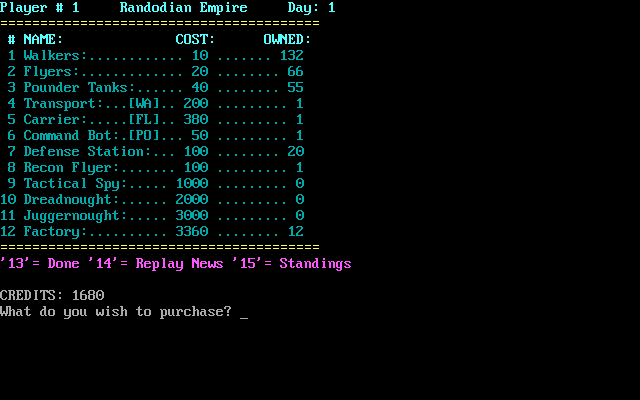 Player # 1     Randodian Empire     Day: 1
========================================
 # NAME:              COST:      OWNED:
 1 Walkers:............ 10 ....... 132
 2 Flyers:............. 20 ........ 66
 3 Pounder Tanks:...... 40 ........ 55
 4 Transport:...[WA].. 200 ......... 1
 5 Carrier:.....[FL].. 380 ......... 1
 6 Command Bot:.[PO]... 50 ......... 1
 7 Defense Station:... 100 ........ 20
 8 Recon Flyer:....... 100 ......... 1
 9 Tactical Spy:..... 1000 ......... 0
10 Dreadnought:...... 2000 ......... 0
11 Juggernought:..... 3000 ......... 0
12 Factory:.......... 3360 ........ 12
========================================
'13'= Done '14'= Replay News '15'= Standings
CREDITS: 1680
What do you wish to purchase? _